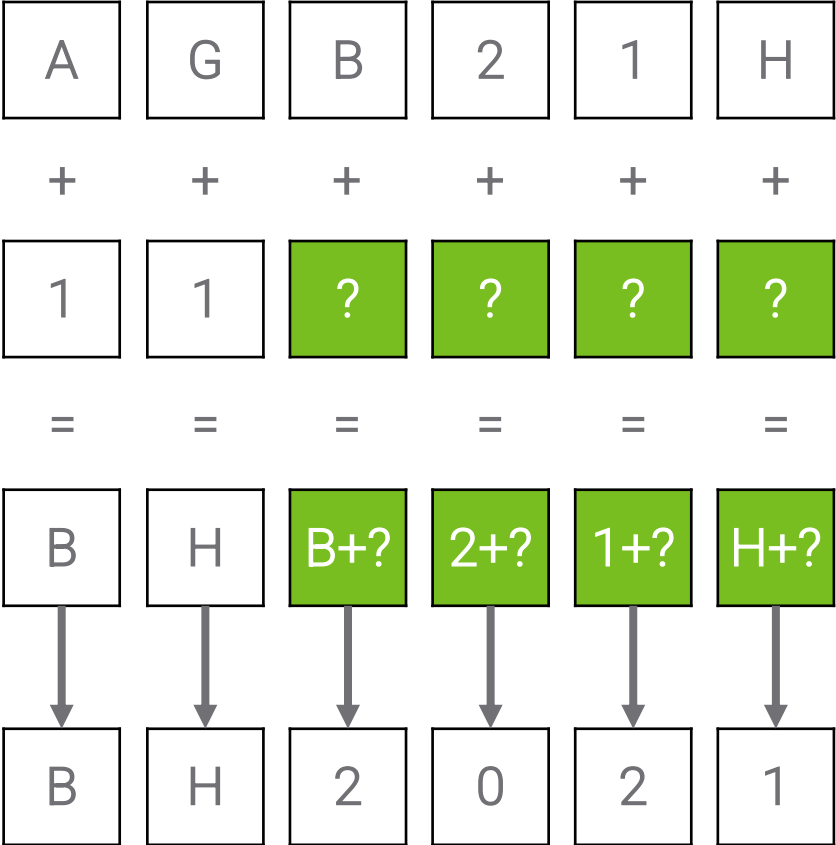 A G B 2 1 H
+ + + + + +
1 1 ? ? ? ?
= = = = = =
B H B+? 2+? 1+? H+?
B H 2 0 2 1